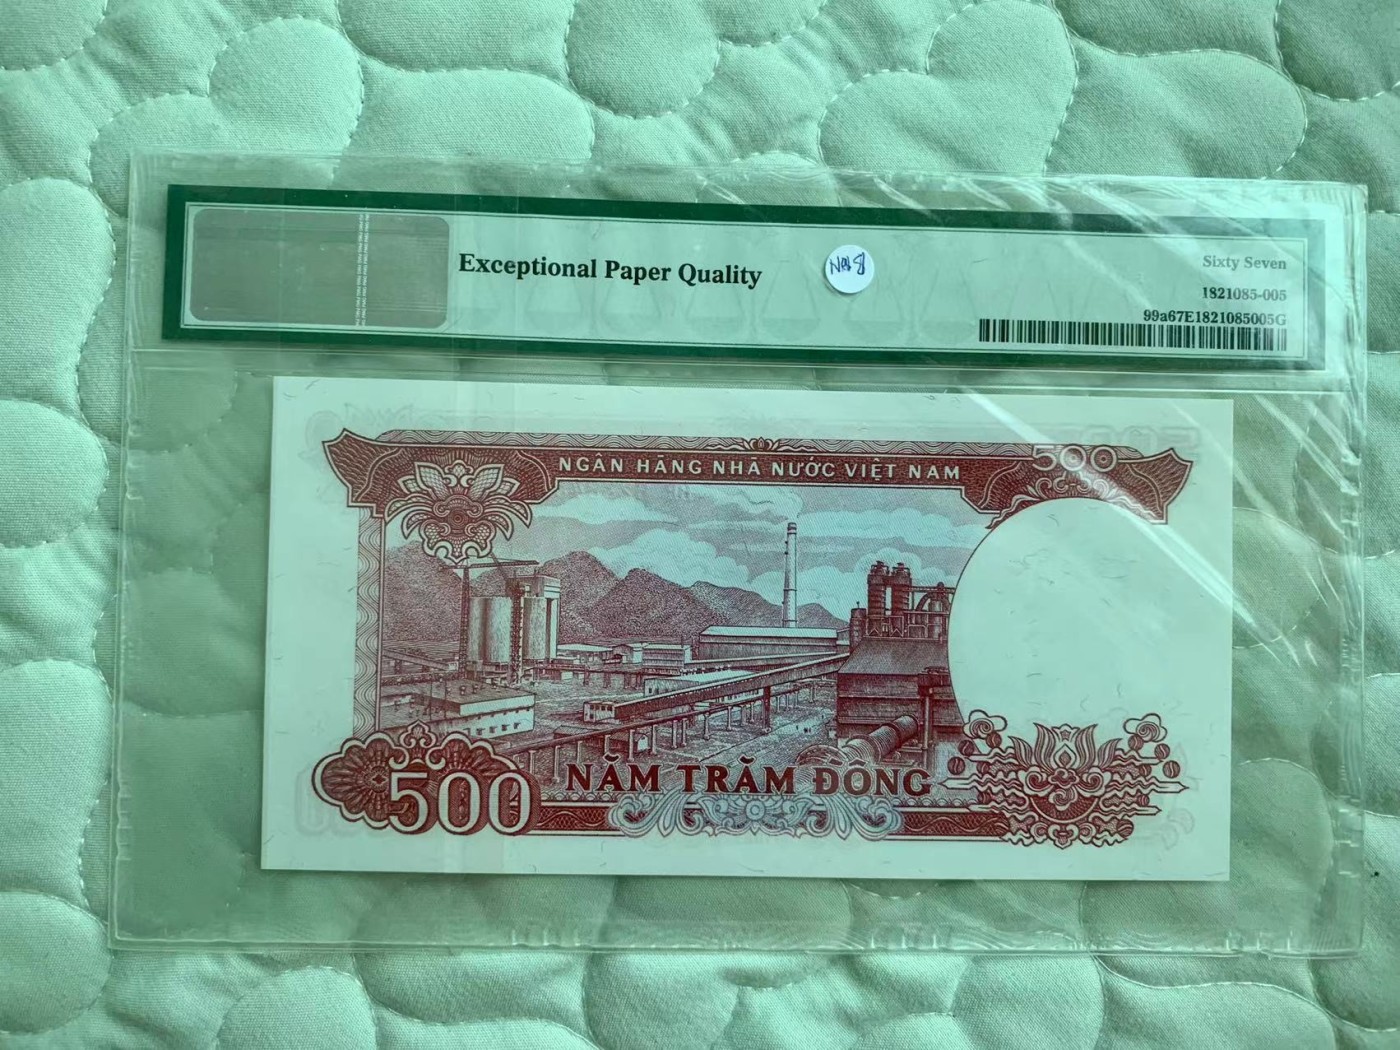 Exceptional Paper Quality
Sixty Seven
1821085-005
99a67E1821085005G
NGÂN HÀNG NHÀ NƯỚC VIỆT NAM
500
NĂM TRĂM ĐỒNG
500